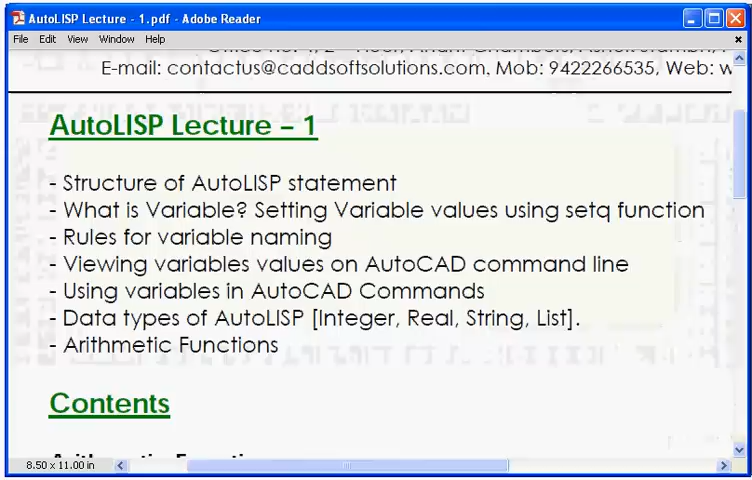 AutoLISP Lecture - 1.pdf - Adobe Reader
File Edit View Window Help
E-mail: contactus@caddsoftsolutions.com, Mob: 9422266535, Web: w
AutoLISP Lecture – 1
- Structure of AutoLISP statement
- What is Variable? Setting Variable values using setq function
- Rules for variable naming
- Viewing variables values on AutoCAD command line
- Using variables in AutoCAD Commands
- Data types of AutoLISP [Integer, Real, String, List].
- Arithmetic Functions
Contents
8.50 x 11.00 in